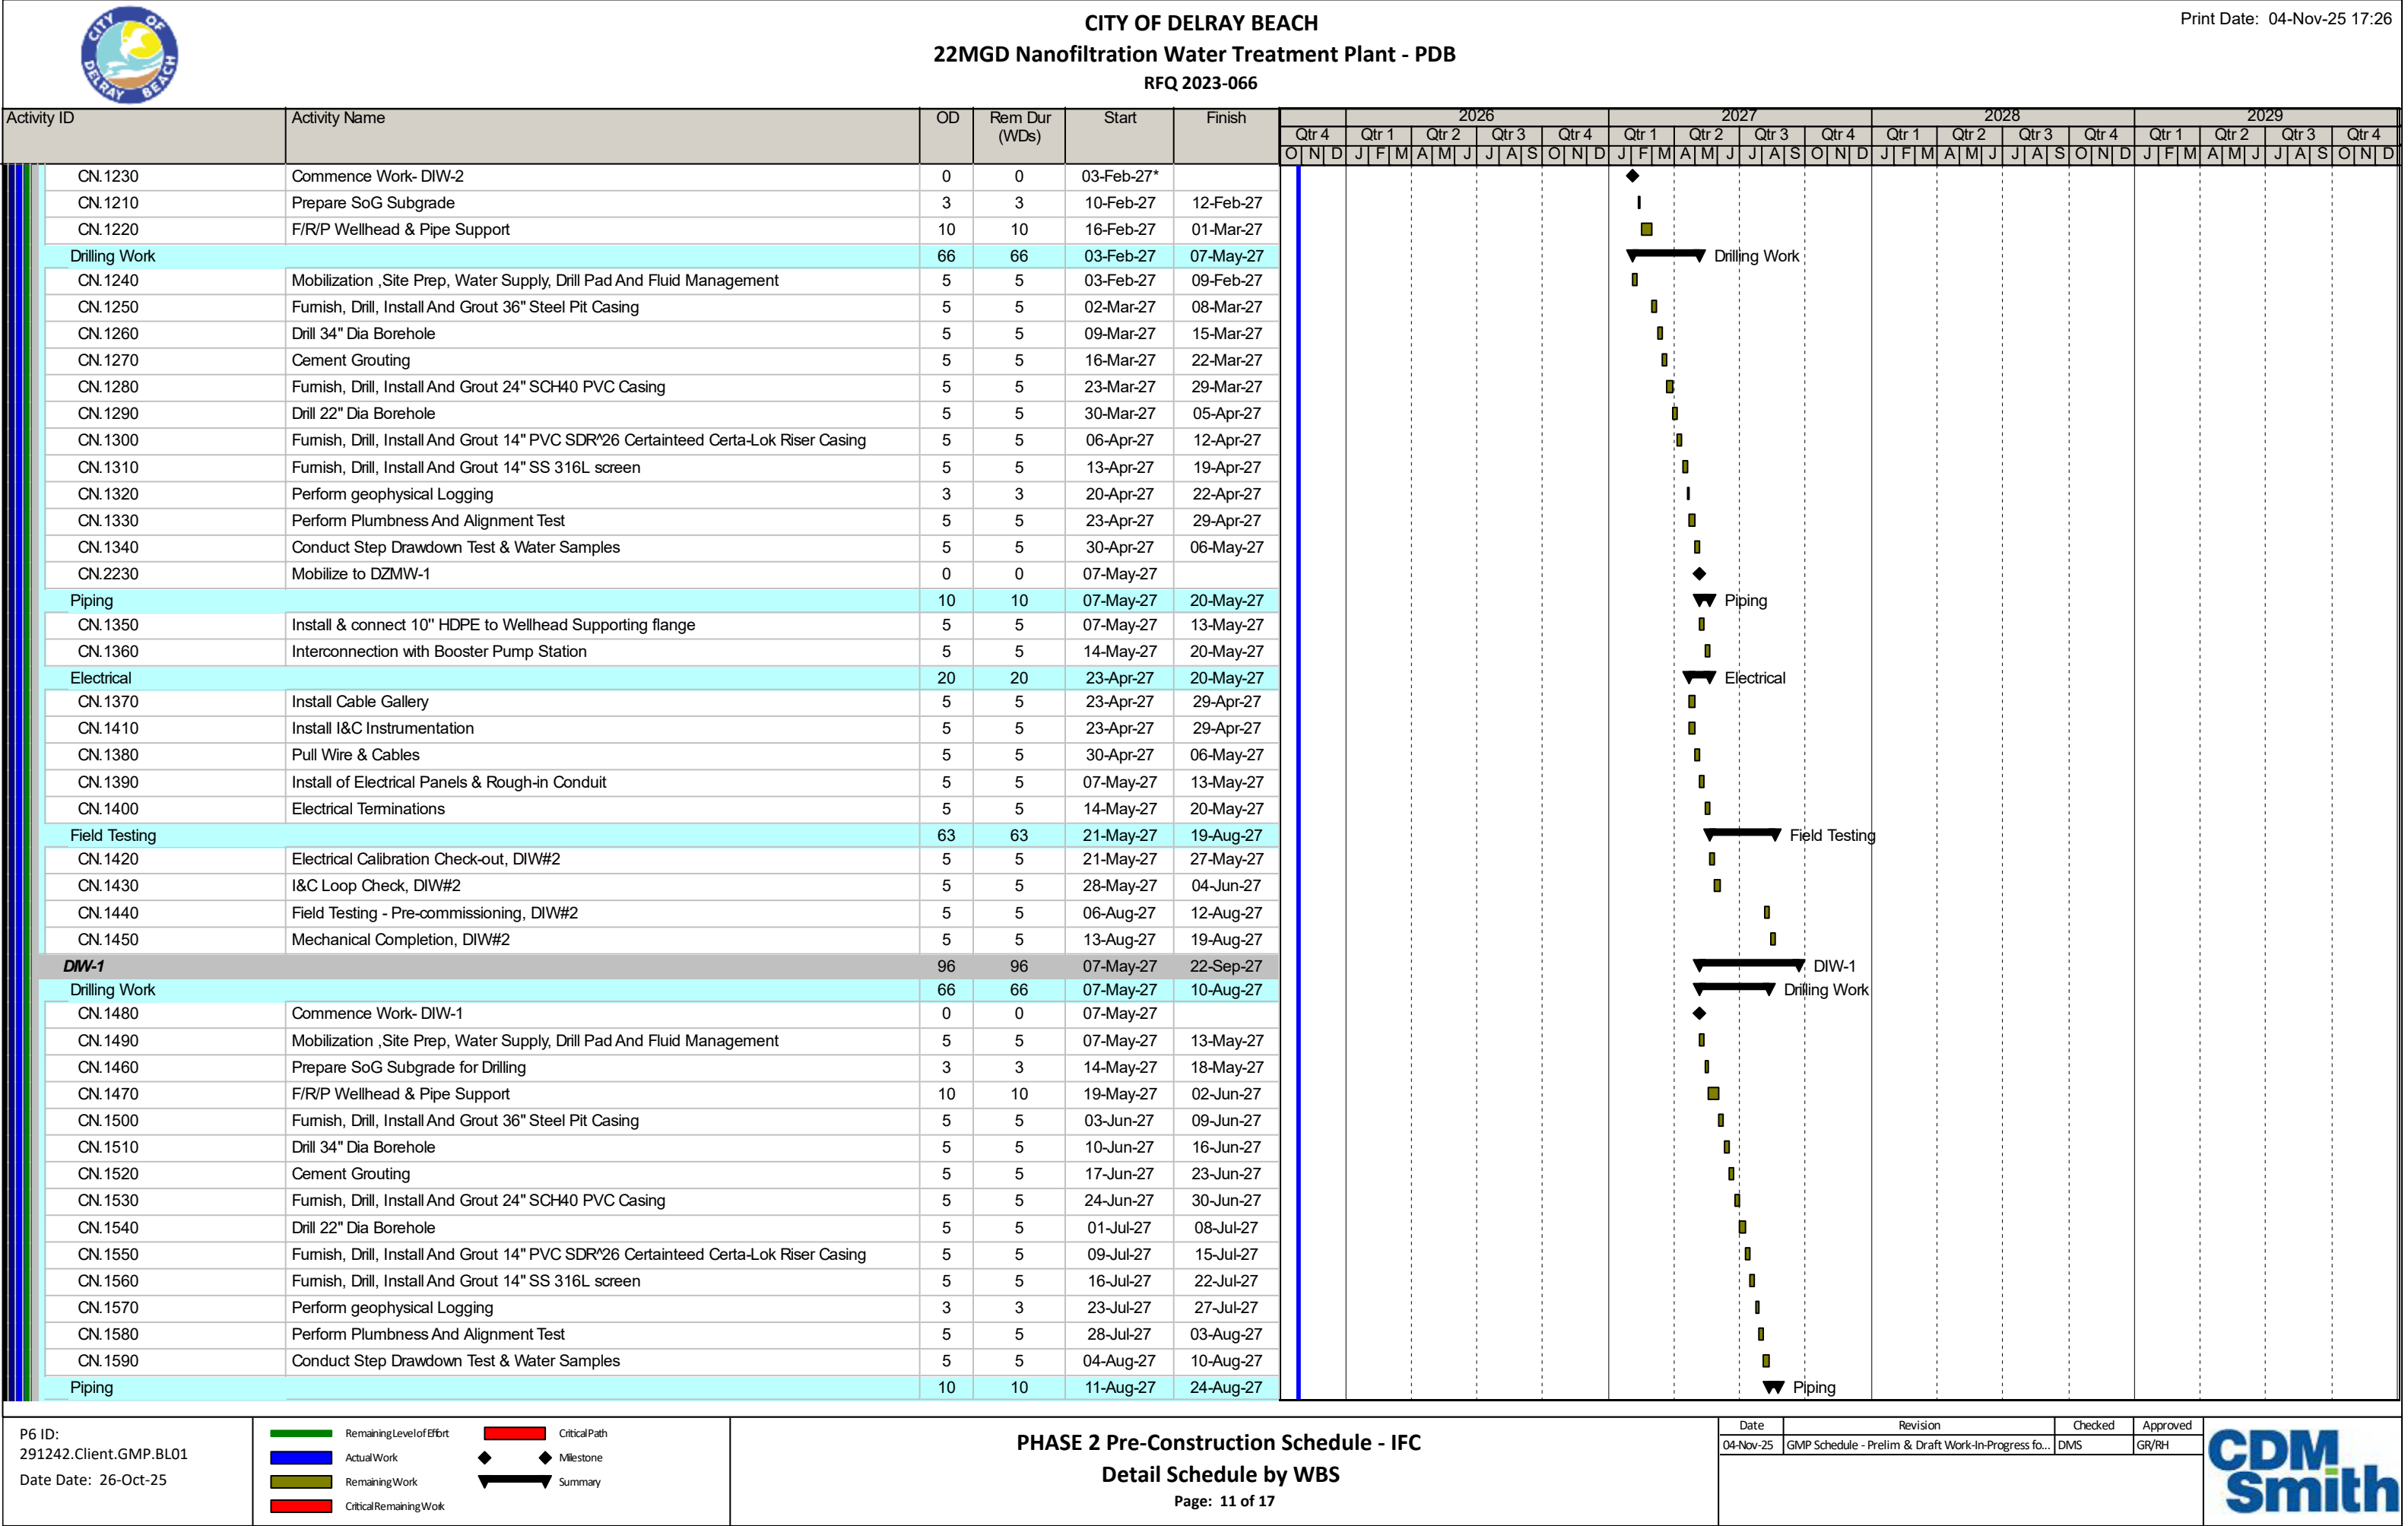 CITY OF DELRAY BEACH
CITY OF DELRAY BEACH
22MGD Nanofiltration Water Treatment Plant - PDB
RFQ 2023-066
Print Date: 04-Nov-25 17:26
Activity ID Activity Name OD Rem Dur (WDs) Start Finish
2026 2027 2028 2029
Qtr 4 Qtr 1 Qtr 2 Qtr 3 Qtr 4 Qtr 1 Qtr 2 Qtr 3 Qtr 4 Qtr 1 Qtr 2 Qtr 3 Qtr 4 Qtr 1 Qtr 2 Qtr 3 Qtr 4
O N D J F M A M J J A S O N D J F M A M J J A S O N D J F M A M J J A S O N D J F M A M J J A S O N D
CN.1230 Commence Work- DIW-2 0 0 03-Feb-27*
CN.1210 Prepare SoG Subgrade 3 3 10-Feb-27 12-Feb-27
CN.1220 F/R/P Wellhead & Pipe Support 10 10 16-Feb-27 01-Mar-27
Drilling Work 66 66 03-Feb-27 07-May-27 Drilling Work
CN.1240 Mobilization ,Site Prep, Water Supply, Drill Pad And Fluid Management 5 5 03-Feb-27 09-Feb-27
CN.1250 Furnish, Drill, Install And Grout 36" Steel Pit Casing 5 5 02-Mar-27 08-Mar-27
CN.1260 Drill 34" Dia Borehole 5 5 09-Mar-27 15-Mar-27
CN.1270 Cement Grouting 5 5 16-Mar-27 22-Mar-27
CN.1280 Furnish, Drill, Install And Grout 24" SCH40 PVC Casing 5 5 23-Mar-27 29-Mar-27
CN.1290 Drill 22" Dia Borehole 5 5 30-Mar-27 05-Apr-27
CN.1300 Furnish, Drill, Install And Grout 14" PVC SDR^26 Certainteed Certa-Lok Riser Casing 5 5 06-Apr-27 12-Apr-27
CN.1310 Furnish, Drill, Install And Grout 14" SS 316L screen 5 5 13-Apr-27 19-Apr-27
CN.1320 Perform geophysical Logging 3 3 20-Apr-27 22-Apr-27
CN.1330 Perform Plumbness And Alignment Test 5 5 23-Apr-27 29-Apr-27
CN.1340 Conduct Step Drawdown Test & Water Samples 5 5 30-Apr-27 06-May-27
CN.2230 Mobilize to DZMW-1 0 0 07-May-27
Piping 10 10 07-May-27 20-May-27 Piping
CN.1350 Install & connect 10'' HDPE to Wellhead Supporting flange 5 5 07-May-27 13-May-27
CN.1360 Interconnection with Booster Pump Station 5 5 14-May-27 20-May-27
Electrical 20 20 23-Apr-27 20-May-27 Electrical
CN.1370 Install Cable Gallery 5 5 23-Apr-27 29-Apr-27
CN.1410 Install I&C Instrumentation 5 5 23-Apr-27 29-Apr-27
CN.1380 Pull Wire & Cables 5 5 30-Apr-27 06-May-27
CN.1390 Install of Electrical Panels & Rough-in Conduit 5 5 07-May-27 13-May-27
CN.1400 Electrical Terminations 5 5 14-May-27 20-May-27
Field Testing 63 63 21-May-27 19-Aug-27 Field Testing
CN.1420 Electrical Calibration Check-out, DIW#2 5 5 21-May-27 27-May-27
CN.1430 I&C Loop Check, DIW#2 5 5 28-May-27 04-Jun-27
CN.1440 Field Testing - Pre-commissioning, DIW#2 5 5 06-Aug-27 12-Aug-27
CN.1450 Mechanical Completion, DIW#2 5 5 13-Aug-27 19-Aug-27
DIW-1 96 96 07-May-27 22-Sep-27 DIW-1
Drilling Work 66 66 07-May-27 10-Aug-27 Drilling Work
CN.1480 Commence Work- DIW-1 0 0 07-May-27
CN.1490 Mobilization ,Site Prep, Water Supply, Drill Pad And Fluid Management 5 5 07-May-27 13-May-27
CN.1460 Prepare SoG Subgrade for Drilling 3 3 14-May-27 18-May-27
CN.1470 F/R/P Wellhead & Pipe Support 10 10 19-May-27 02-Jun-27
CN.1500 Furnish, Drill, Install And Grout 36" Steel Pit Casing 5 5 03-Jun-27 09-Jun-27
CN.1510 Drill 34" Dia Borehole 5 5 10-Jun-27 16-Jun-27
CN.1520 Cement Grouting 5 5 17-Jun-27 23-Jun-27
CN.1530 Furnish, Drill, Install And Grout 24" SCH40 PVC Casing 5 5 24-Jun-27 30-Jun-27
CN.1540 Drill 22" Dia Borehole 5 5 01-Jul-27 08-Jul-27
CN.1550 Furnish, Drill, Install And Grout 14" PVC SDR^26 Certainteed Certa-Lok Riser Casing 5 5 09-Jul-27 15-Jul-27
CN.1560 Furnish, Drill, Install And Grout 14" SS 316L screen 5 5 16-Jul-27 22-Jul-27
CN.1570 Perform geophysical Logging 3 3 23-Jul-27 27-Jul-27
CN.1580 Perform Plumbness And Alignment Test 5 5 28-Jul-27 03-Aug-27
CN.1590 Conduct Step Drawdown Test & Water Samples 5 5 04-Aug-27 10-Aug-27
Piping 10 10 11-Aug-27 24-Aug-27 Piping
P6 ID:
291242.Client.GMP.BL01
Date Date: 26-Oct-25
Remaining Level of Effort Critical Path
Actual Work Milestone
Remaining Work Summary
Critical Remaining Work
PHASE 2 Pre-Construction Schedule - IFC
Detail Schedule by WBS
Page: 11 of 17
Date Revision Checked Approved
04-Nov-25 GMP Schedule - Prelim & Draft Work-In-Progress fo... DMS GR/RH
CDM
Smith